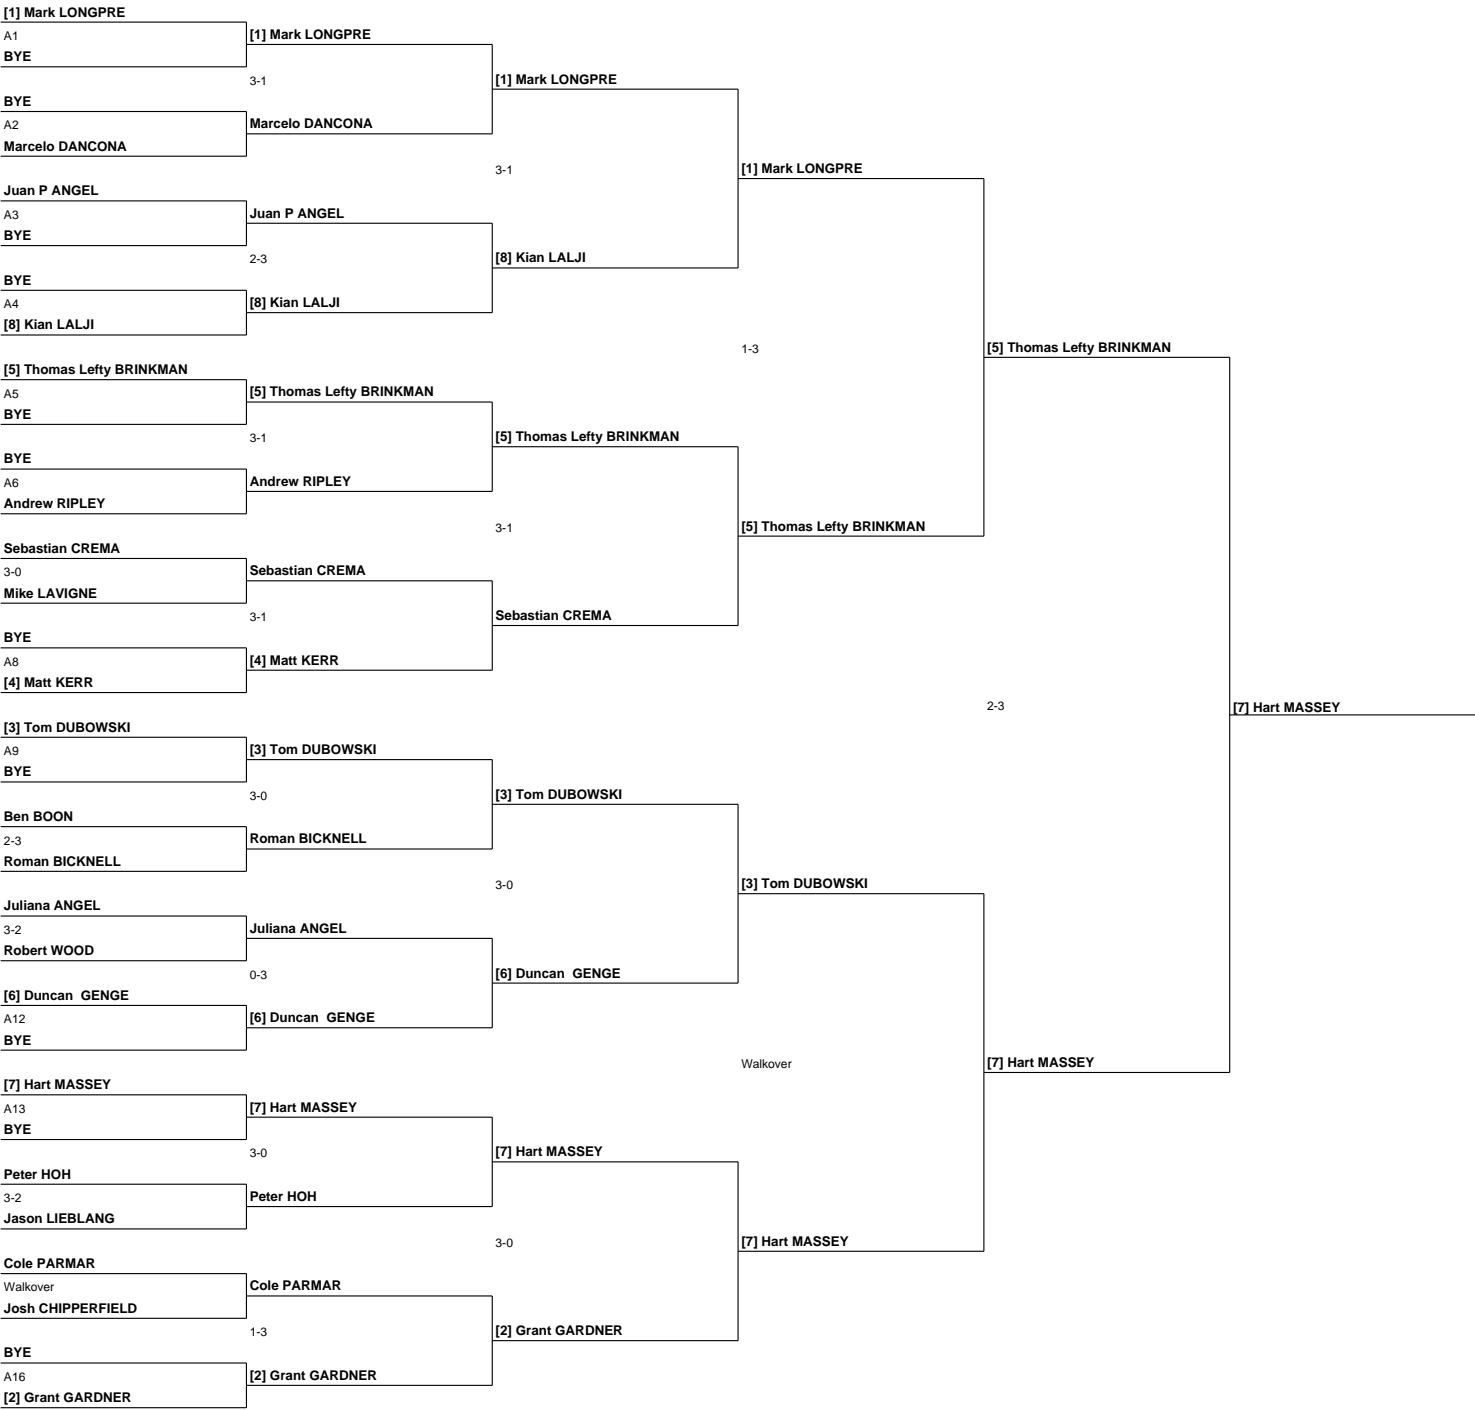 [1] Mark LONGPRE
A1
BYE
BYE
A2
Marcelo DANCONA
Juan P ANGEL
A3
BYE
BYE
A4
[8] Kian LALJI
[5] Thomas Lefty BRINKMAN
A5
BYE
BYE
A6
Andrew RIPLEY
Sebastian CREMA
3-0
Mike LAVIGNE
BYE
A8
[4] Matt KERR
[3] Tom DUBOWSKI
A9
BYE
Ben BOON
2-3
Roman BICKNELL
Juliana ANGEL
3-2
Robert WOOD
[6] Duncan  GENGE
A12
BYE
[7] Hart MASSEY
A13
BYE
Peter HOH
3-2
Jason LIEBLANG
Cole PARMAR
Walkover
Josh CHIPPERFIELD
BYE
A16
[2] Grant GARDNER
[1] Mark LONGPRE
3-1
Marcelo DANCONA
Juan P ANGEL
2-3
[8] Kian LALJI
[5] Thomas Lefty BRINKMAN
3-1
Andrew RIPLEY
Sebastian CREMA
3-1
[4] Matt KERR
[3] Tom DUBOWSKI
3-0
Roman BICKNELL
Juliana ANGEL
0-3
[6] Duncan  GENGE
[7] Hart MASSEY
3-0
Peter HOH
Cole PARMAR
1-3
[2] Grant GARDNER
[1] Mark LONGPRE
3-1
[8] Kian LALJI
[5] Thomas Lefty BRINKMAN
3-1
Sebastian CREMA
[3] Tom DUBOWSKI
3-0
[6] Duncan  GENGE
[7] Hart MASSEY
3-0
[2] Grant GARDNER
[1] Mark LONGPRE
1-3
[5] Thomas Lefty BRINKMAN
[3] Tom DUBOWSKI
Walkover
[7] Hart MASSEY
[5] Thomas Lefty BRINKMAN
2-3
[7] Hart MASSEY
[7] Hart MASSEY